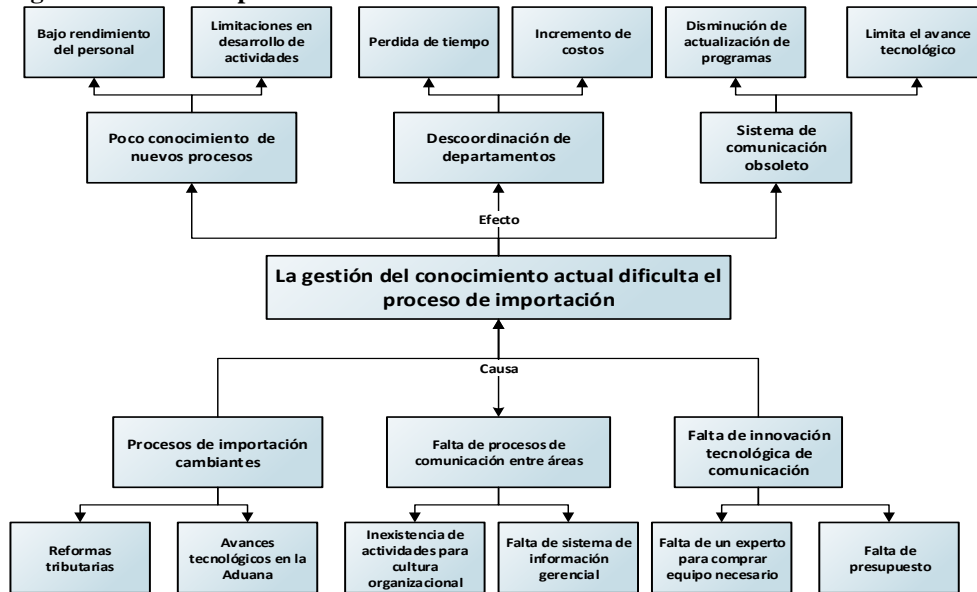 Bajo rendimiento
del personal
Limitaciones en
desarrollo de
actividades
Perdida de tiempo
Incremento de
costos
Disminución de
actualización de
programas
Limita el avance
tecnológico
Poco conocimiento de
nuevos procesos
Descoordinación de
departamentos
Sistema de
comunicación
obsoleto
Efecto
La gestión del conocimiento actual dificulta el
proceso de importación
Causa
Procesos de importación
cambiantes
Falta de procesos de
comunicación entre áreas
Falta de innovación
tecnológica de
comunicación
Reformas
tributarias
Avances
tecnológicos en la
Aduana
Inexistencia de
actividades para
cultura
organizacional
Falta de sistema de
información
gerencial
Falta de un experto
para comprar
equipo necesario
Falta de
presupuesto